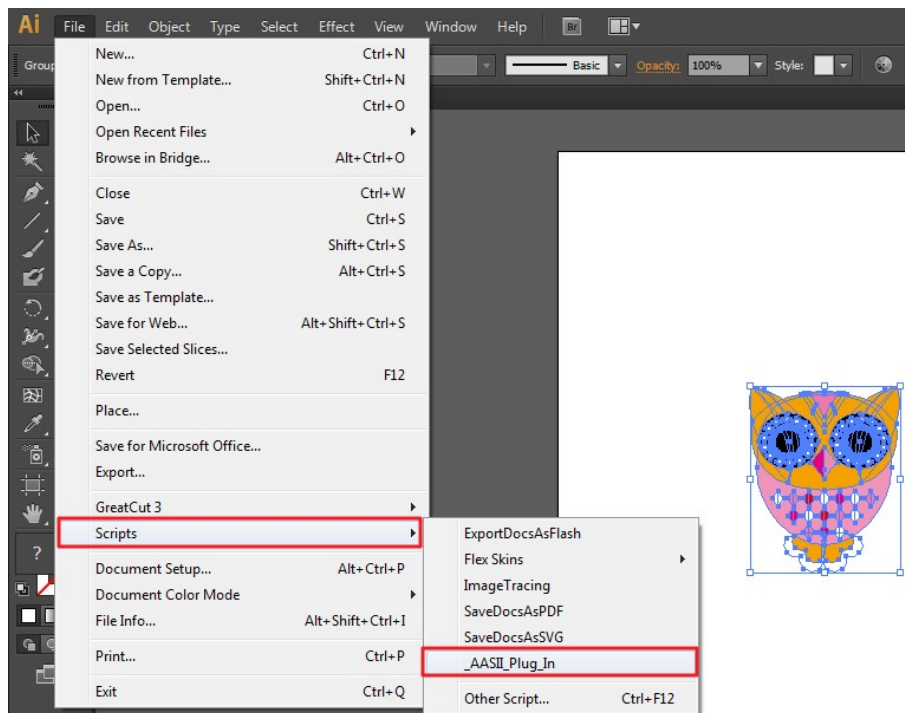 Ai File Edit Object Type Select Effect View Window Help Br
Group Basic Opacity: 100% Style:
New... Ctrl+N
New from Template... Shift+Ctrl+N
Open... Ctrl+O
Open Recent Files
Browse in Bridge... Alt+Ctrl+O
Close Ctrl+W
Save Ctrl+S
Save As... Shift+Ctrl+S
Save a Copy... Alt+Ctrl+S
Save as Template...
Save for Web... Alt+Shift+Ctrl+S
Save Selected Slices...
Revert F12
Place...
Save for Microsoft Office...
Export...
GreatCut 3
Scripts
Document Setup... Alt+Ctrl+P
Document Color Mode
File Info... Alt+Shift+Ctrl+I
Print... Ctrl+P
Exit Ctrl+Q
ExportDocsAsFlash
Flex Skins
ImageTracing
SaveDocsAsPDF
SaveDocsAsSVG
_AASII_Plug_In
Other Script... Ctrl+F12
?